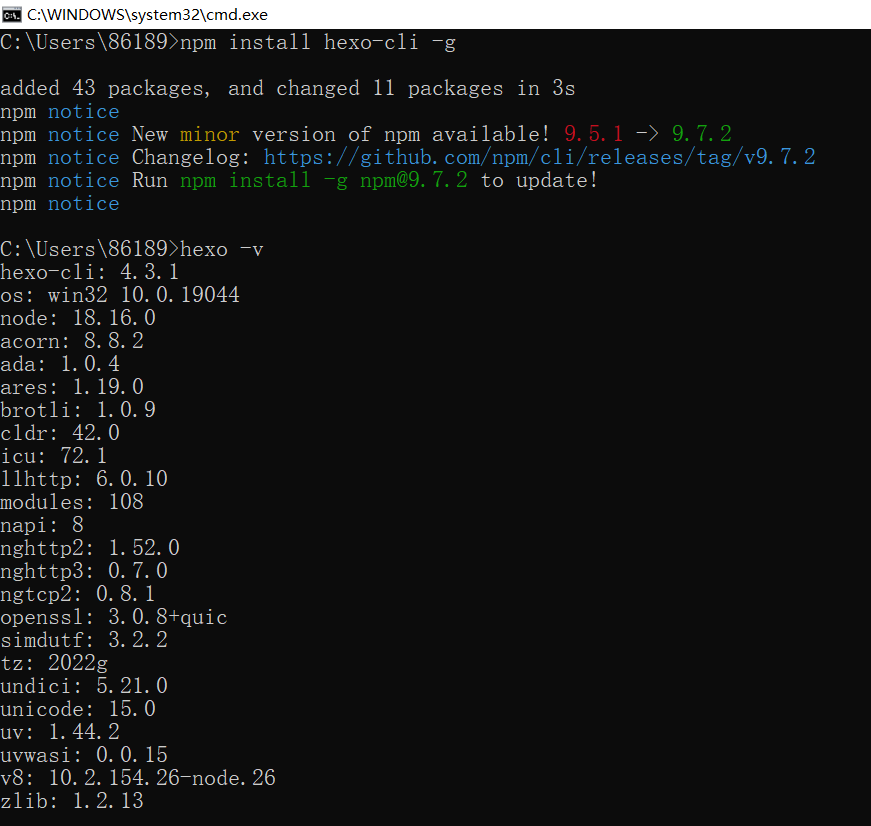 C:\WINDOWS\system32\cmd.exe
C:\Users\86189>npm install hexo-cli -g
added 43 packages, and changed 11 packages in 3s
npm notice
npm notice New minor version of npm available! 9.5.1 -> 9.7.2
npm notice Changelog: https://github.com/npm/cli/releases/tag/v9.7.2
npm notice Run npm install -g npm@9.7.2 to update!
npm notice
C:\Users\86189>hexo -v
hexo-cli: 4.3.1
os: win32 10.0.19044
node: 18.16.0
acorn: 8.8.2
ada: 1.0.4
ares: 1.19.0
brotli: 1.0.9
cldr: 42.0
icu: 72.1
llhttp: 6.0.10
modules: 108
napi: 8
nghttp2: 1.52.0
nghttp3: 0.7.0
ngtcp2: 0.8.1
openssl: 3.0.8+quic
simdutf: 3.2.2
tz: 2022g
undici: 5.21.0
unicode: 15.0
uv: 1.44.2
uvwasi: 0.0.15
v8: 10.2.154.26-node.26
zlib: 1.2.13